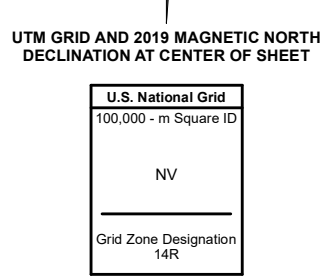 UTM GRID AND 2019 MAGNETIC NORTH
DECLINATION AT CENTER OF SHEET
U.S. National Grid
100,000 - m Square ID
NV
Grid Zone Designation
14R